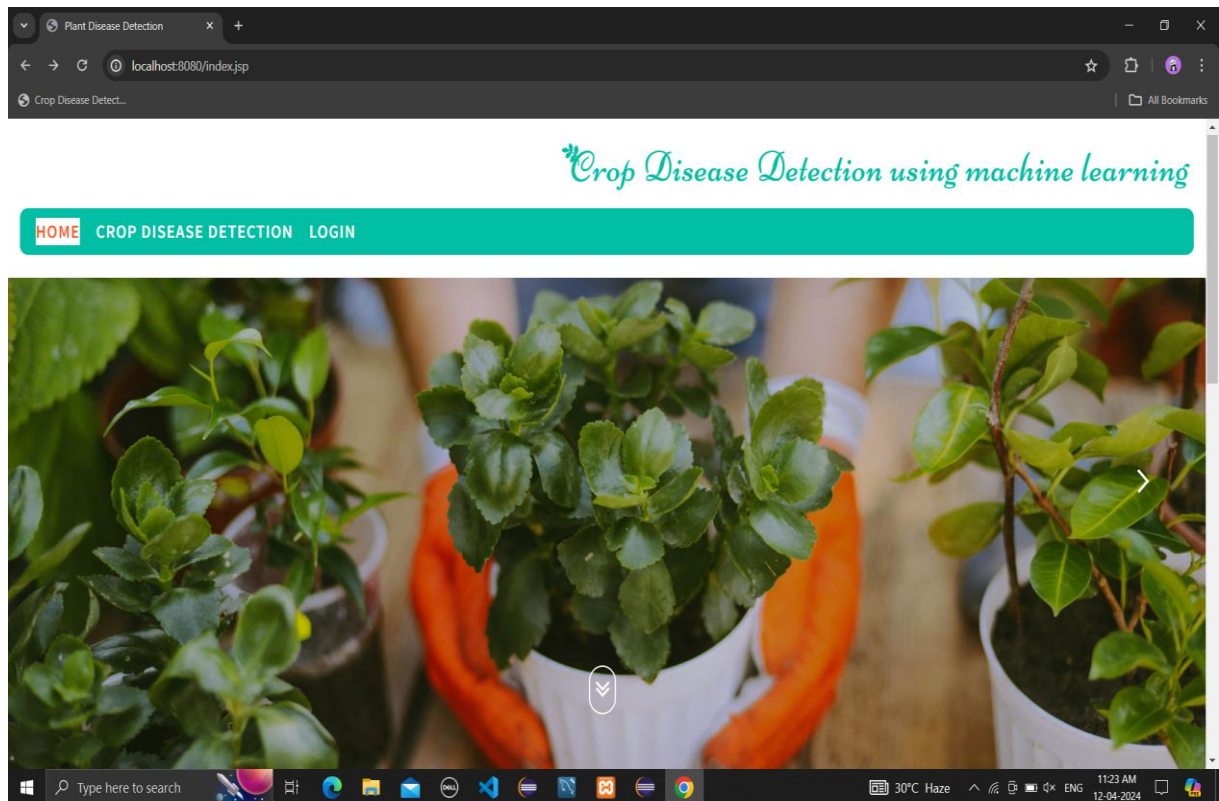 Plant Disease Detection
localhost:8080/index.jsp
Crop Disease Detect...
All Bookmarks
Crop Disease Detection using machine learning
HOME CROP DISEASE DETECTION LOGIN
Type here to search
30°C Haze
ENG
11:23 AM
12-04-2024